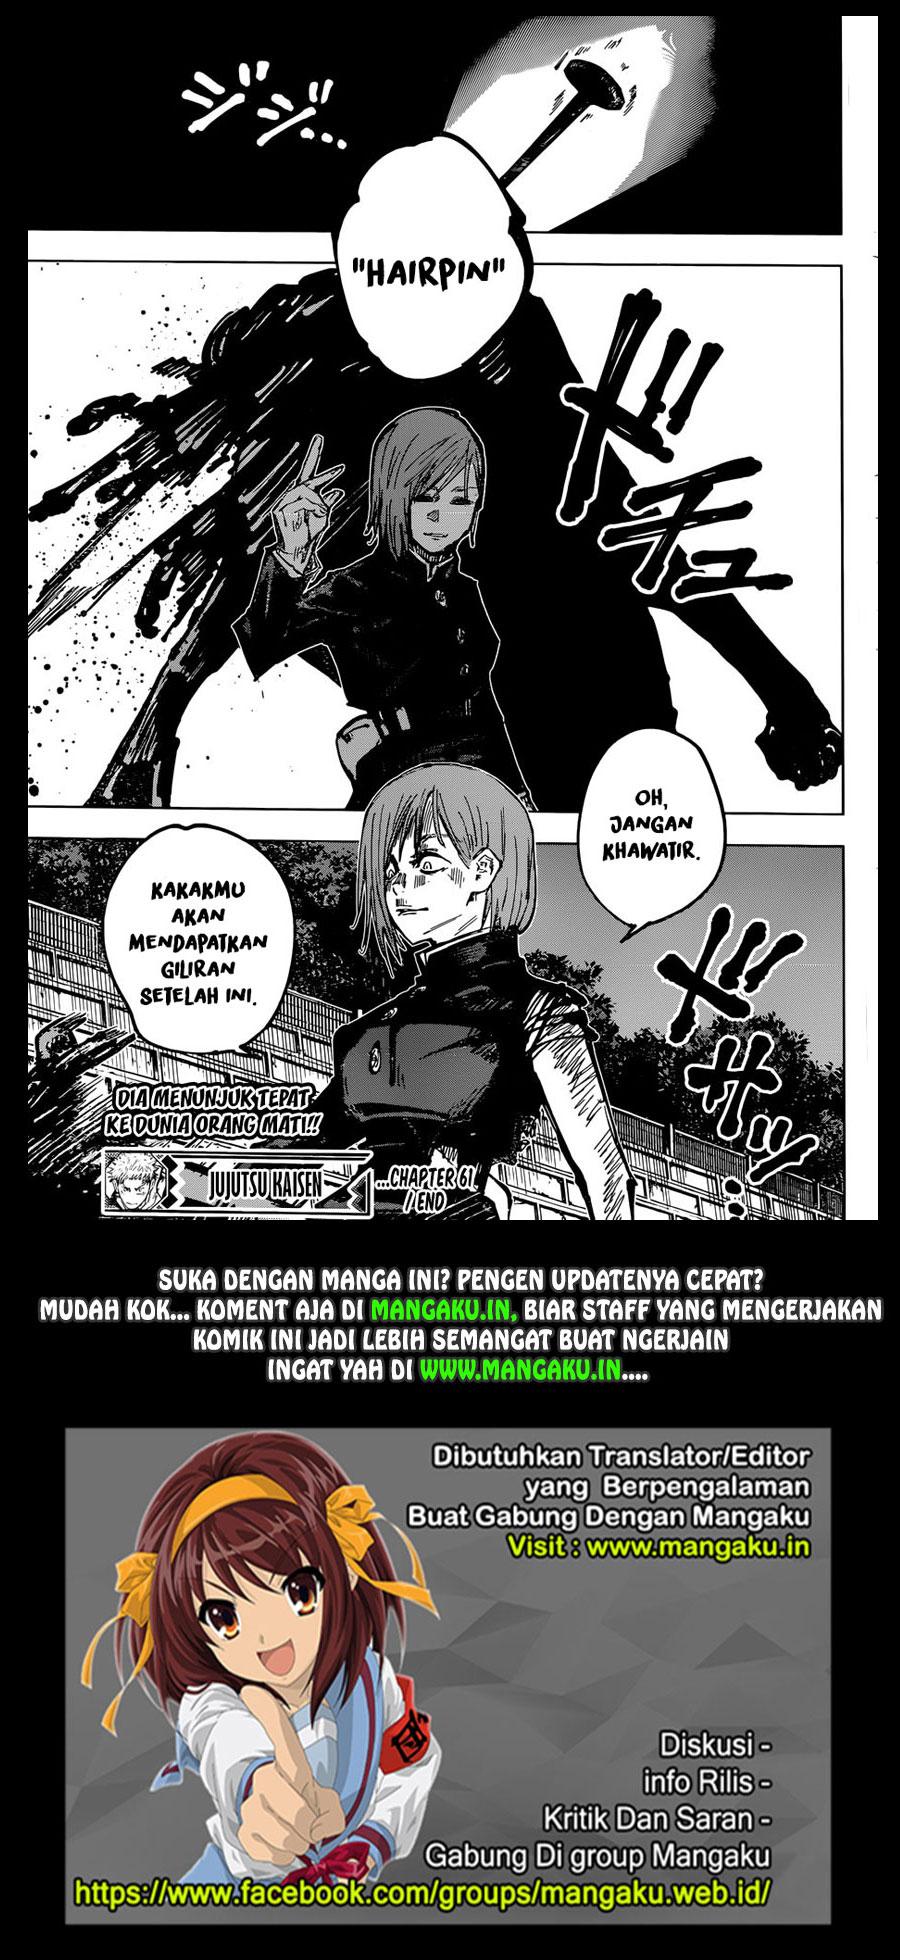 ジジ...
"HAIRPIN"
ドチュ
OH,
JANGAN
KHAWATIR.
KAKAKMU
AKAN
MENDAPATKAN
GILIRAN
SETELAH INI.
ドサッ
DIA MENUNJUK TEPAT
KE DUNIA ORANG MATI!!
JUJUTSU KAISEN
...CHAPTER 61
/ END
SUKA DENGAN MANGA INI? PENGEN UPDATENYA CEPAT?
MUDAH KOK... KOMENT AJA DI MANGAKU.IN, BIAR STAFF YANG MENGERJAKAN
KOMIK INI JADI LEBIH SEMANGAT BUAT NGERJAIN
INGAT YAH DI WWW.MANGAKU.IN....
Dibutuhkan Translator/Editor
yang Berpengalaman
Buat Gabung Dengan Mangaku
Visit : www.mangaku.in
団
Diskusi -
info Rilis -
Kritik Dan Saran -
Gabung Di group Mangaku
https://www.facebook.com/groups/mangaku.web.id/